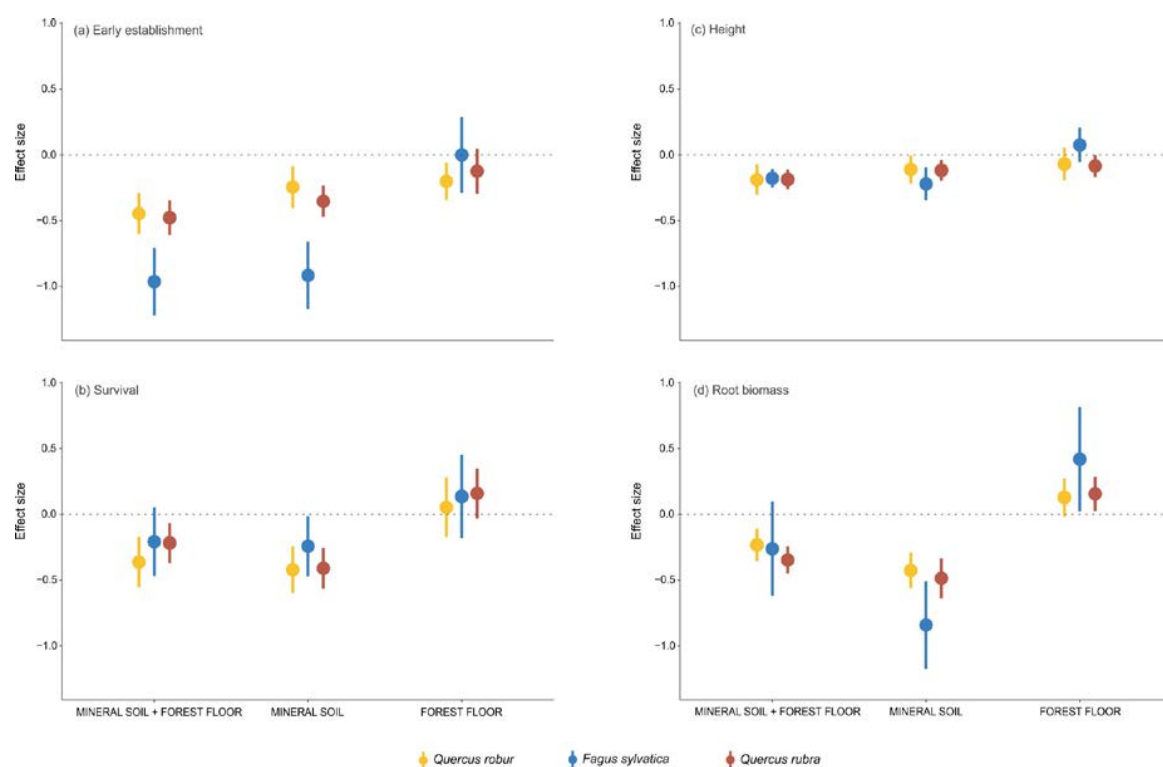 (a) Early establishment
1.0
0.5
0.0
−0.5
−1.0
Effect size
(c) Height
1.0
0.5
0.0
−0.5
−1.0
Effect size
(b) Survival
1.0
0.5
0.0
−0.5
−1.0
Effect size
MINERAL SOIL + FOREST FLOOR MINERAL SOIL FOREST FLOOR
(d) Root biomass
1.0
0.5
0.0
−0.5
−1.0
Effect size
MINERAL SOIL + FOREST FLOOR MINERAL SOIL FOREST FLOOR
Quercus robur Fagus sylvatica Quercus rubra